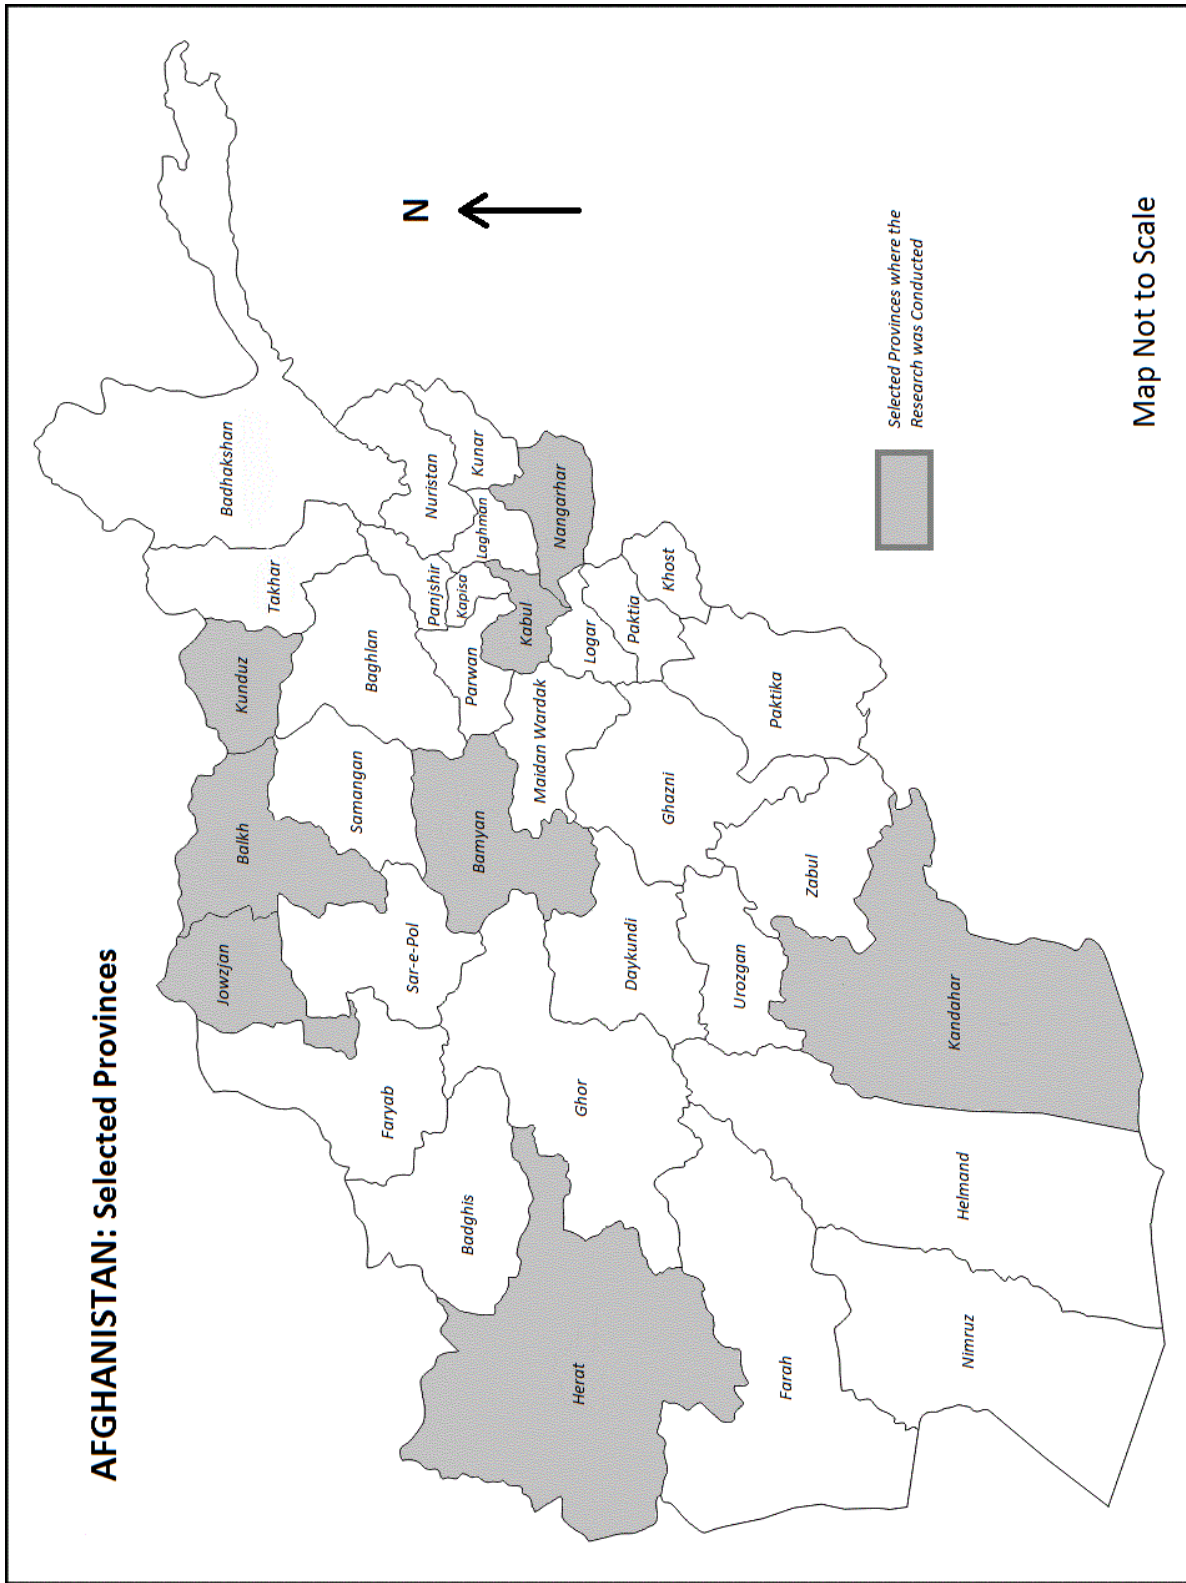 AFGHANISTAN: Selected Provinces
N
Badhakshan
Takhar
Kunduz
Balkh
Jowzjan
Faryab
Sar-e-Pol
Samangan
Baghlan
Panjshir
Nuristan
Kunar
Laghman
Kapisa
Parwan
Kabul
Nangarhar
Bamyan
Maidan Wardak
Logar
Paktia
Khost
Badghis
Ghor
Herat
Daykundi
Ghazni
Paktika
Urozgan
Zabul
Farah
Nimruz
Helmand
Kandahar
Selected Provinces where the
Research was Conducted
Map Not to Scale